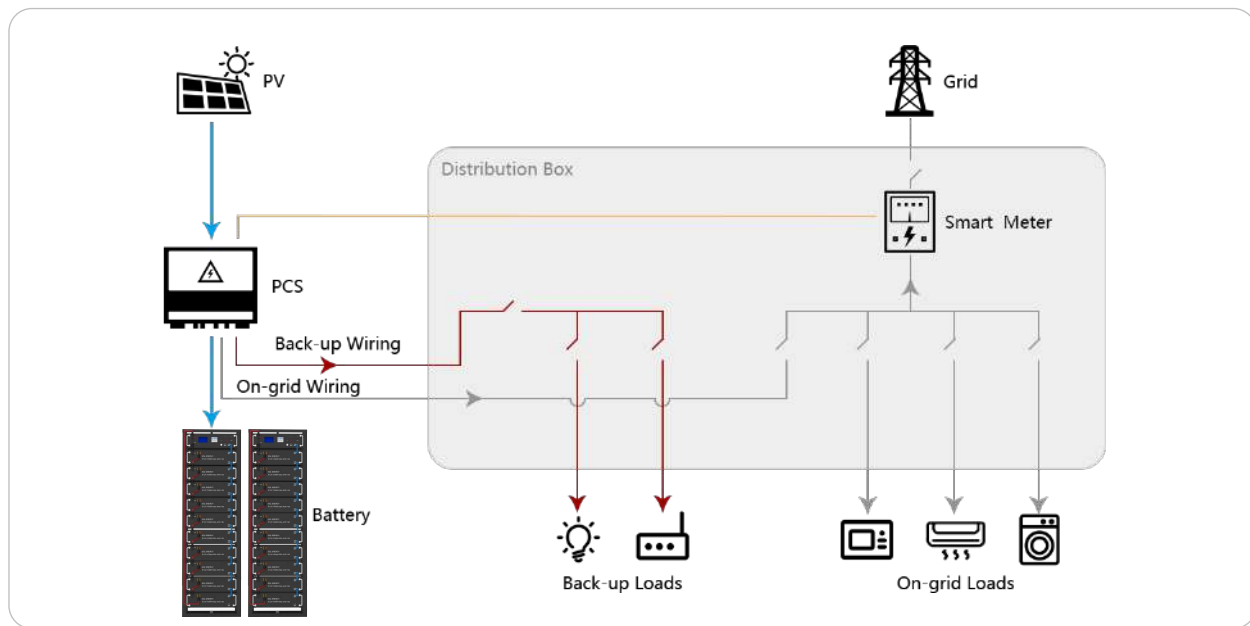 PV
Grid
Distribution Box
Smart Meter
PCS
Back-up Wiring
On-grid Wiring
Battery
Back-up Loads
On-grid Loads